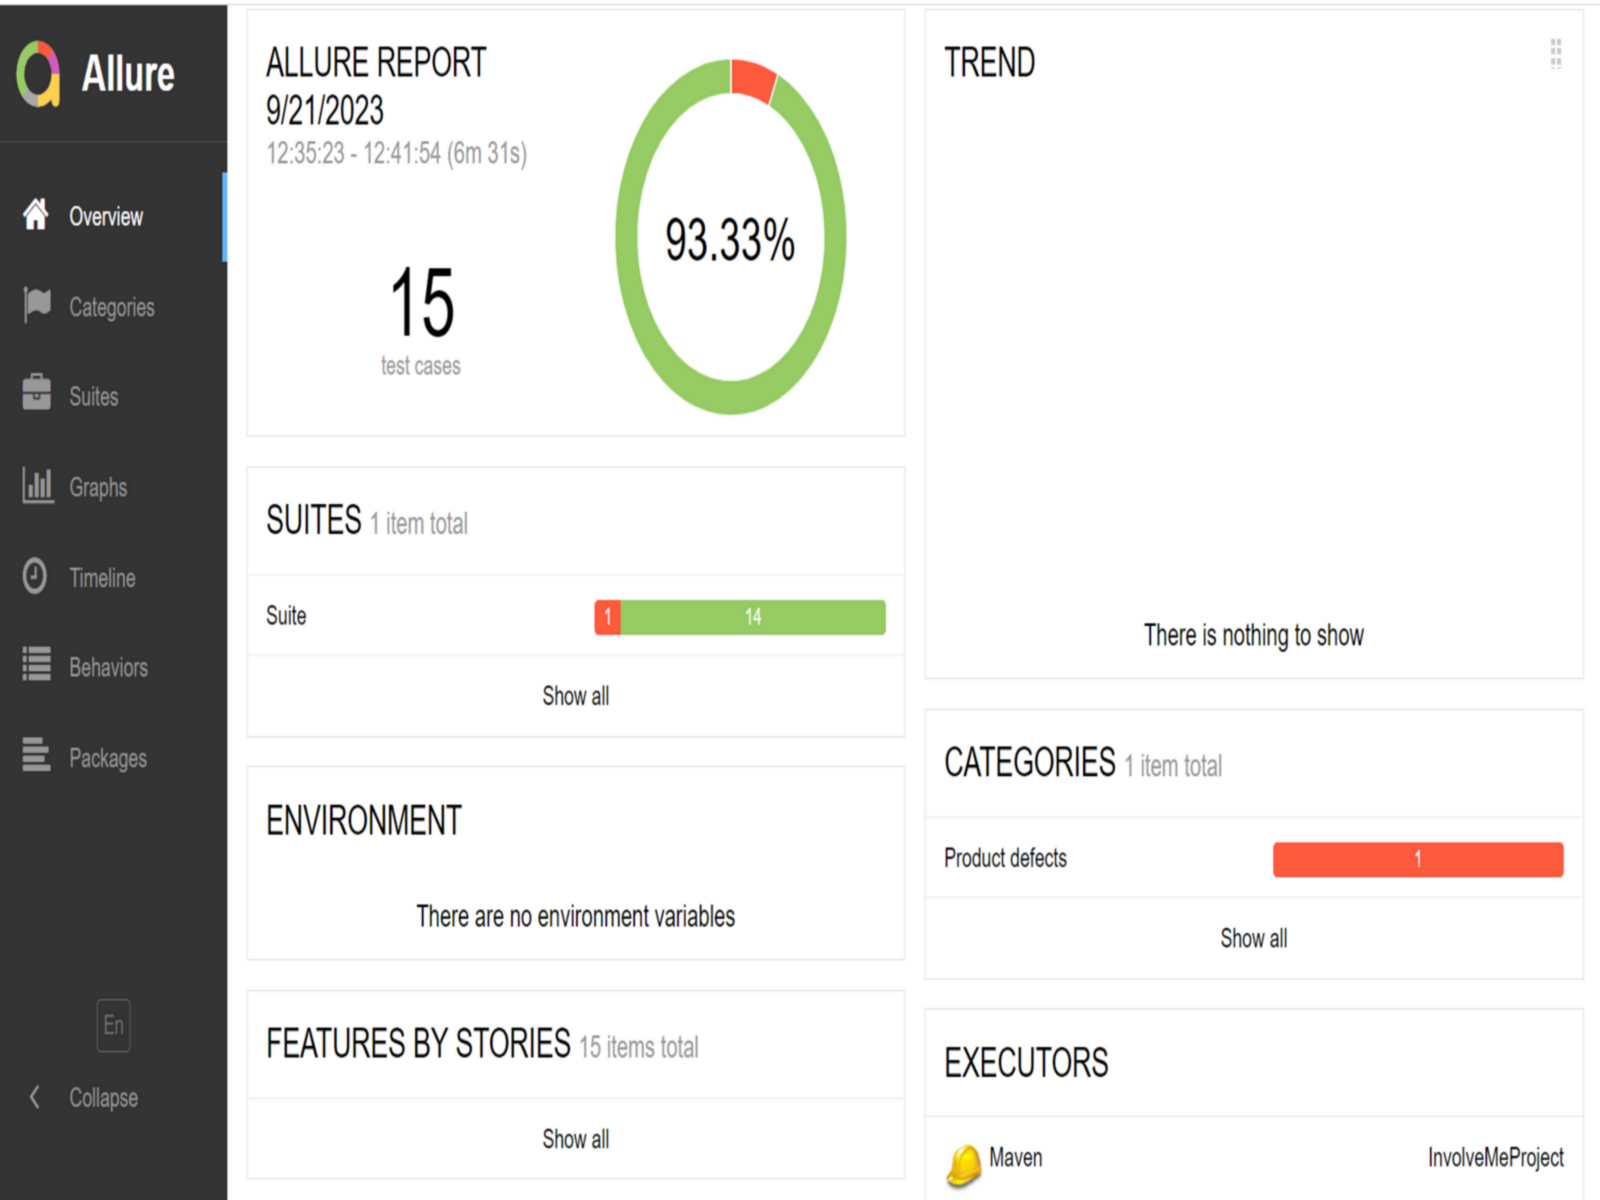 Allure
Overview
Categories
Suites
Graphs
Timeline
Behaviors
Packages
En
Collapse
ALLURE REPORT
9/21/2023
12:35:23 - 12:41:54 (6m 31s)
15
test cases
93.33%
SUITES 1 item total
Suite 1 14
Show all
ENVIRONMENT
There are no environment variables
FEATURES BY STORIES 15 items total
Show all
TREND
There is nothing to show
CATEGORIES 1 item total
Product defects 1
Show all
EXECUTORS
Maven InvolveMeProject